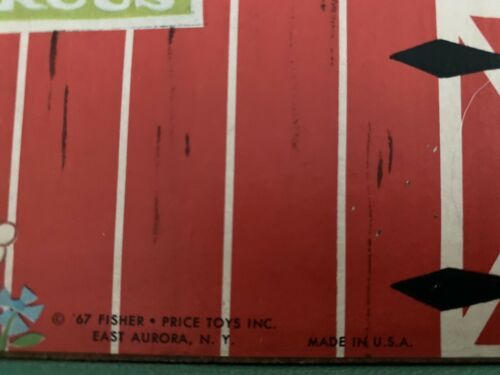 © '67 FISHER • PRICE TOYS INC.
EAST AURORA, N. Y.
MADE IN U.S.A.